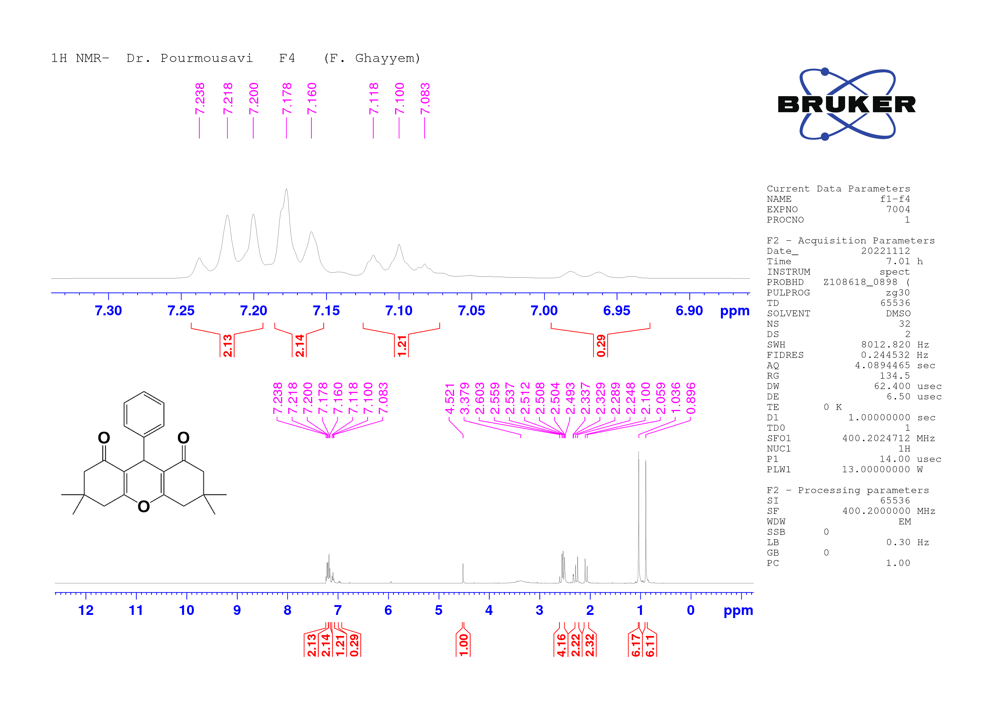 1H NMR- Dr. Pourmousavi F4 (F. Ghayyem)
7.238
7.218
7.200
7.178
7.160
7.118
7.100
7.083
BRUKER
7.30 7.25 7.20 7.15 7.10 7.05 7.00 6.95 6.90 ppm
2.13
2.14
1.21
0.29
7.238
7.218
7.200
7.178
7.160
7.118
7.100
7.083
4.521
3.379
2.603
2.559
2.537
2.512
2.508
2.504
2.493
2.337
2.329
2.289
2.248
2.100
2.059
1.036
0.896
O O
O
12 11 10 9 8 7 6 5 4 3 2 1 0 ppm
2.13
2.14
1.21
0.29
1.00
4.16
2.22
2.32
6.17
6.11
Current Data Parameters
NAME f1-f4
EXPNO 7004
PROCNO 1
F2 - Acquisition Parameters
Date_ 20221112
Time 7.01 h
INSTRUM spect
PROBHD Z108618_0898 (
PULPROG zg30
TD 65536
SOLVENT DMSO
NS 32
DS 2
SWH 8012.820 Hz
FIDRES 0.244532 Hz
AQ 4.0894465 sec
RG 134.5
DW 62.400 usec
DE 6.50 usec
TE 0 K
D1 1.00000000 sec
TD0 1
SFO1 400.2024712 MHz
NUC1 1H
P1 14.00 usec
PLW1 13.00000000 W
F2 - Processing parameters
SI 65536
SF 400.2000000 MHz
WDW EM
SSB 0
LB 0.30 Hz
GB 0
PC 1.00